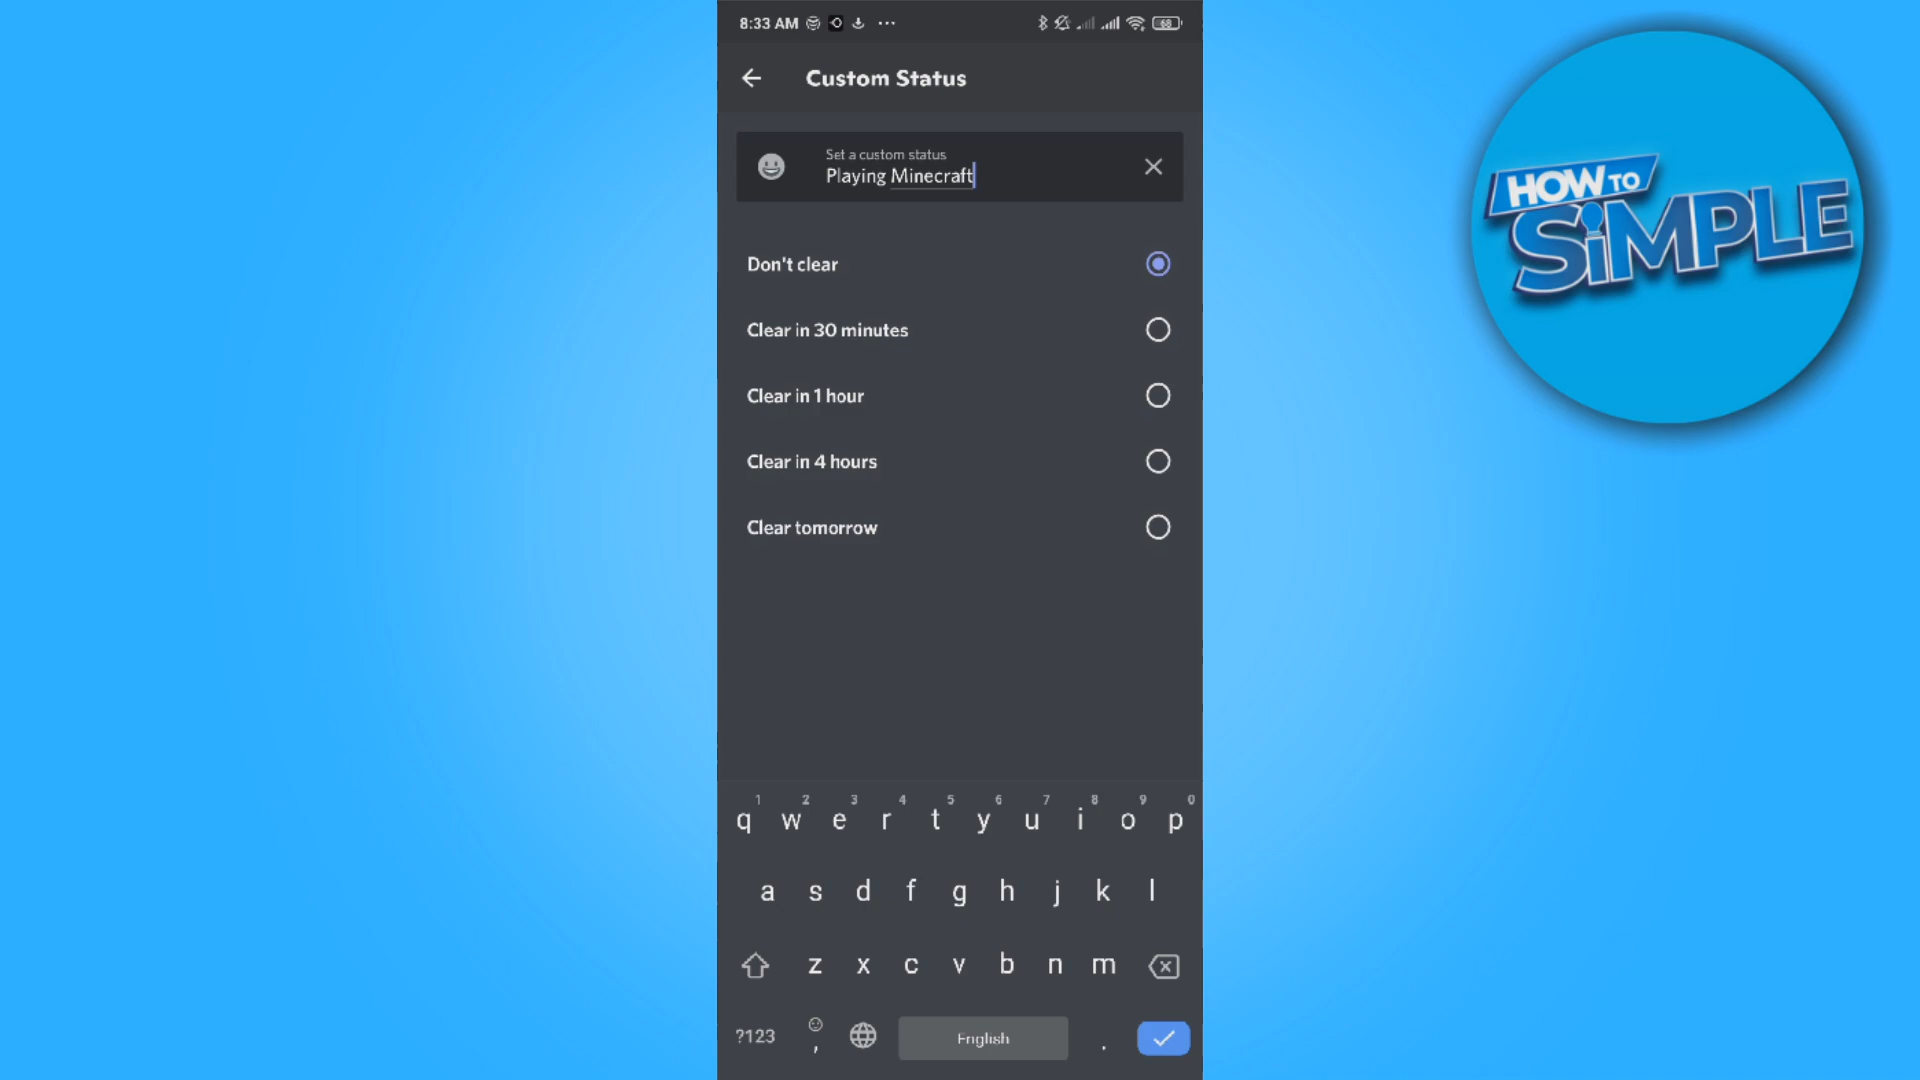 8:33 AM
68
Custom Status
Set a custom status
Playing Minecraft
Don't clear
Clear in 30 minutes
Clear in 1 hour
Clear in 4 hours
Clear tomorrow
1 2 3 4 5 6 7 8 9 0
q w e r t y u i o p
a s d f g h j k l
z x c v b n m
?123 , English .
HOW TO
SIMPLE